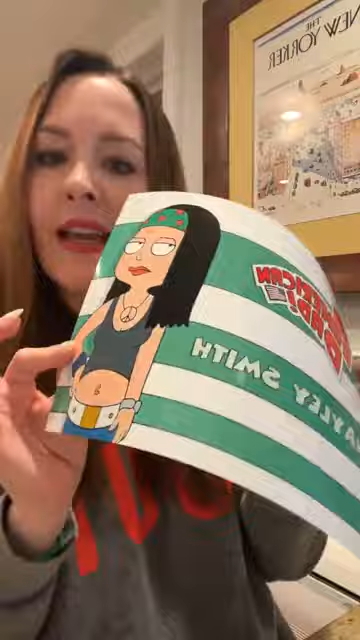 THE
NEW YORKER
AMERICAN
DAD!
HAYLEY SMITH